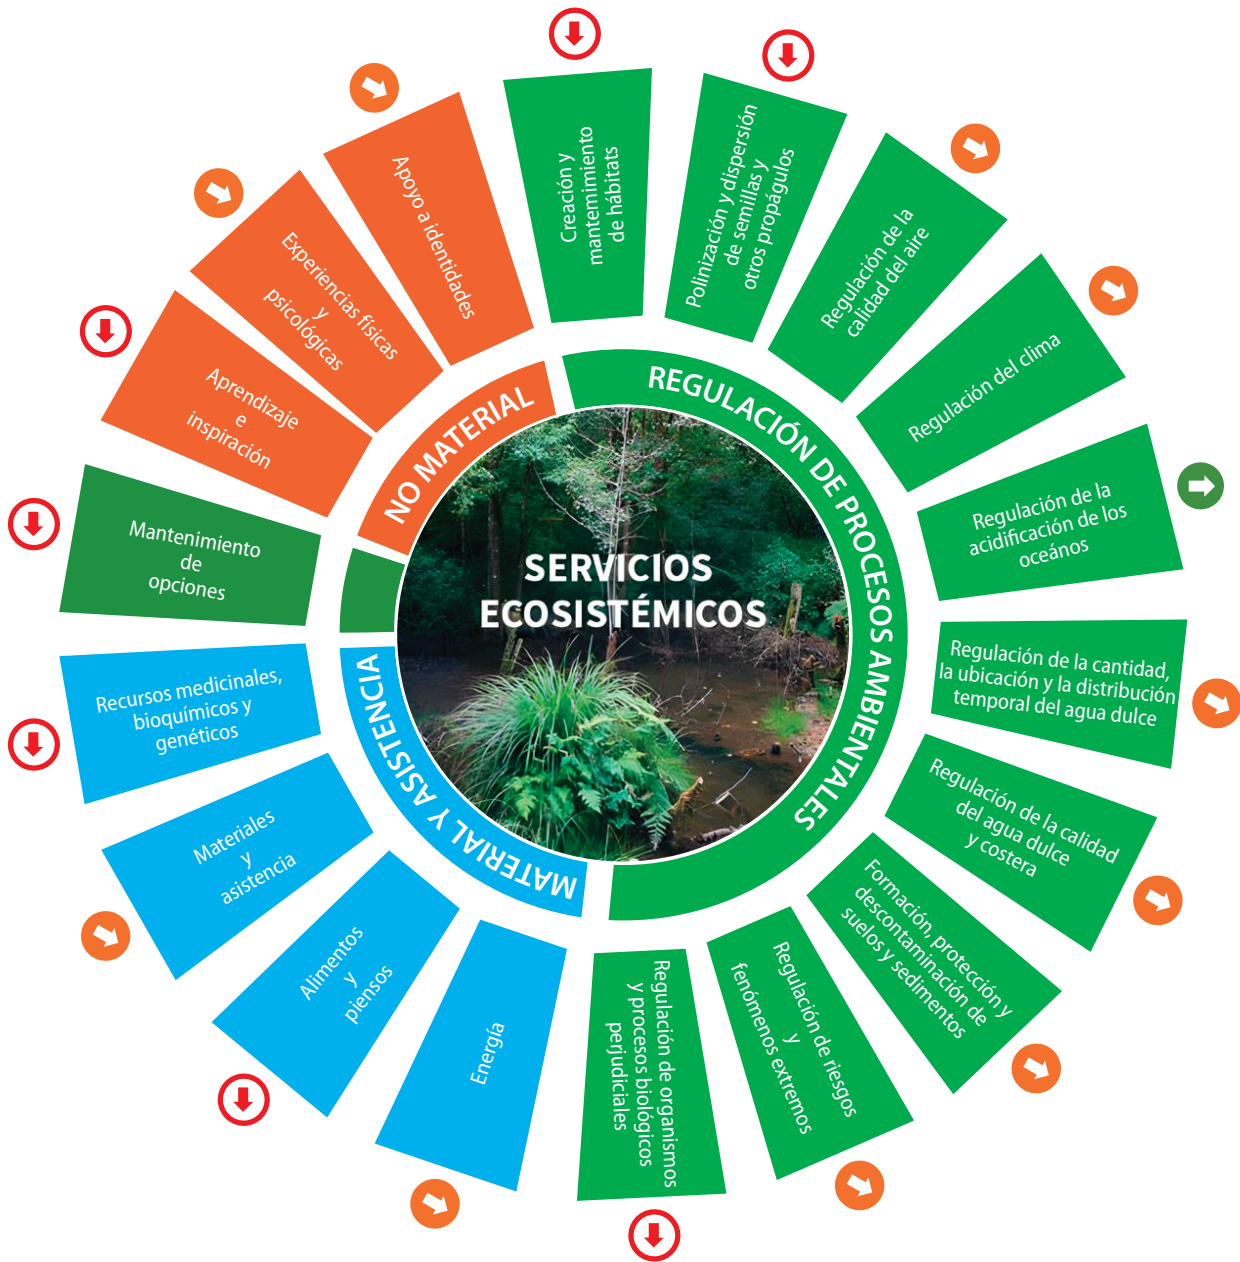 SERVICIOS
ECOSISTÉMICOS
REGULACIÓN DE PROCESOS AMBIENTALES
Creación y
mantemimiento
de hábitats
Polinización y dispersión
de semillas y
otros propágulos
Regulación de la
calidad del aire
Regulación del clima
Regulación de la
acidificación de los
oceános
Regulación de la cantidad,
la ubicación y la distribución
temporal del agua dulce
Regulación de la calidad
del agua dulce
y costera
Formación, protección y
descontaminación de
suelos y sedimentos
Regulación de riesgos
y
fenómenos extremos
Regulación de organismos
y procesos biológicos
perjudiciales
MATERIAL Y ASISTENCIA
Energía
Alimentos
y
piensos
Materiales
y
asistencia
Recursos medicinales,
bioquímicos y
genéticos
Mantenimiento
de
opciones
NO MATERIAL
Aprendizaje
e
inspiración
Experiencias físicas
y
psicológicas
Apoyo a identidades